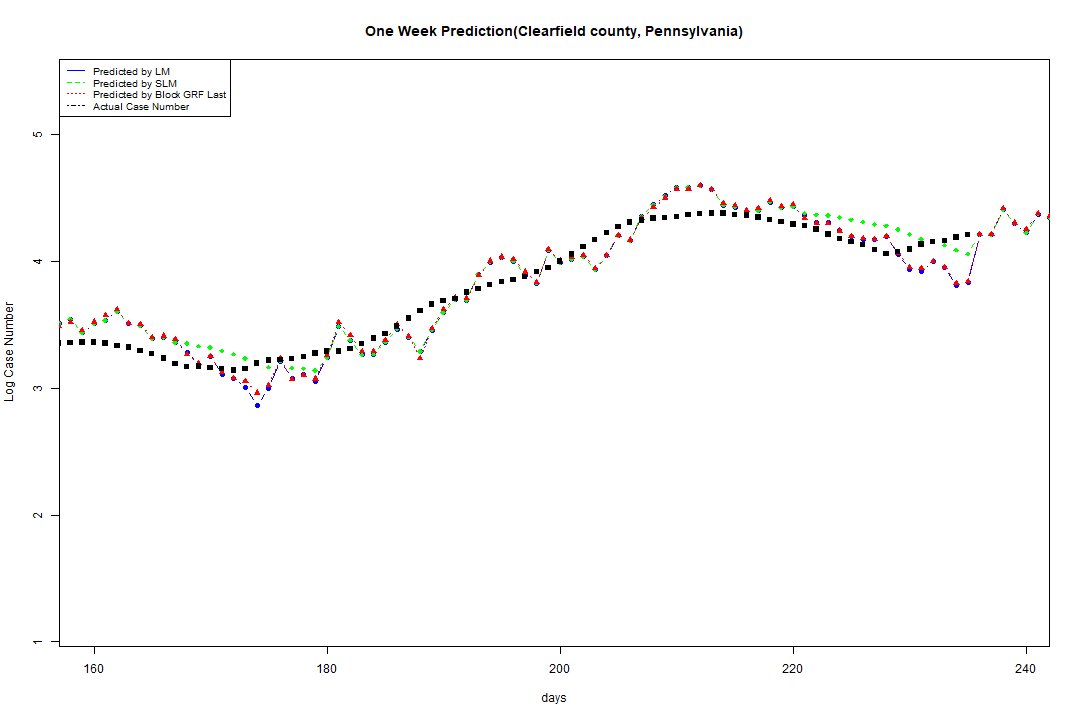 One Week Prediction(Clearfield county, Pennsylvania)
Predicted by LM
Predicted by SLM
Predicted by Block GRF Last
Actual Case Number
5
4
3
2
1
Log Case Number
160 180 200 220 240
days